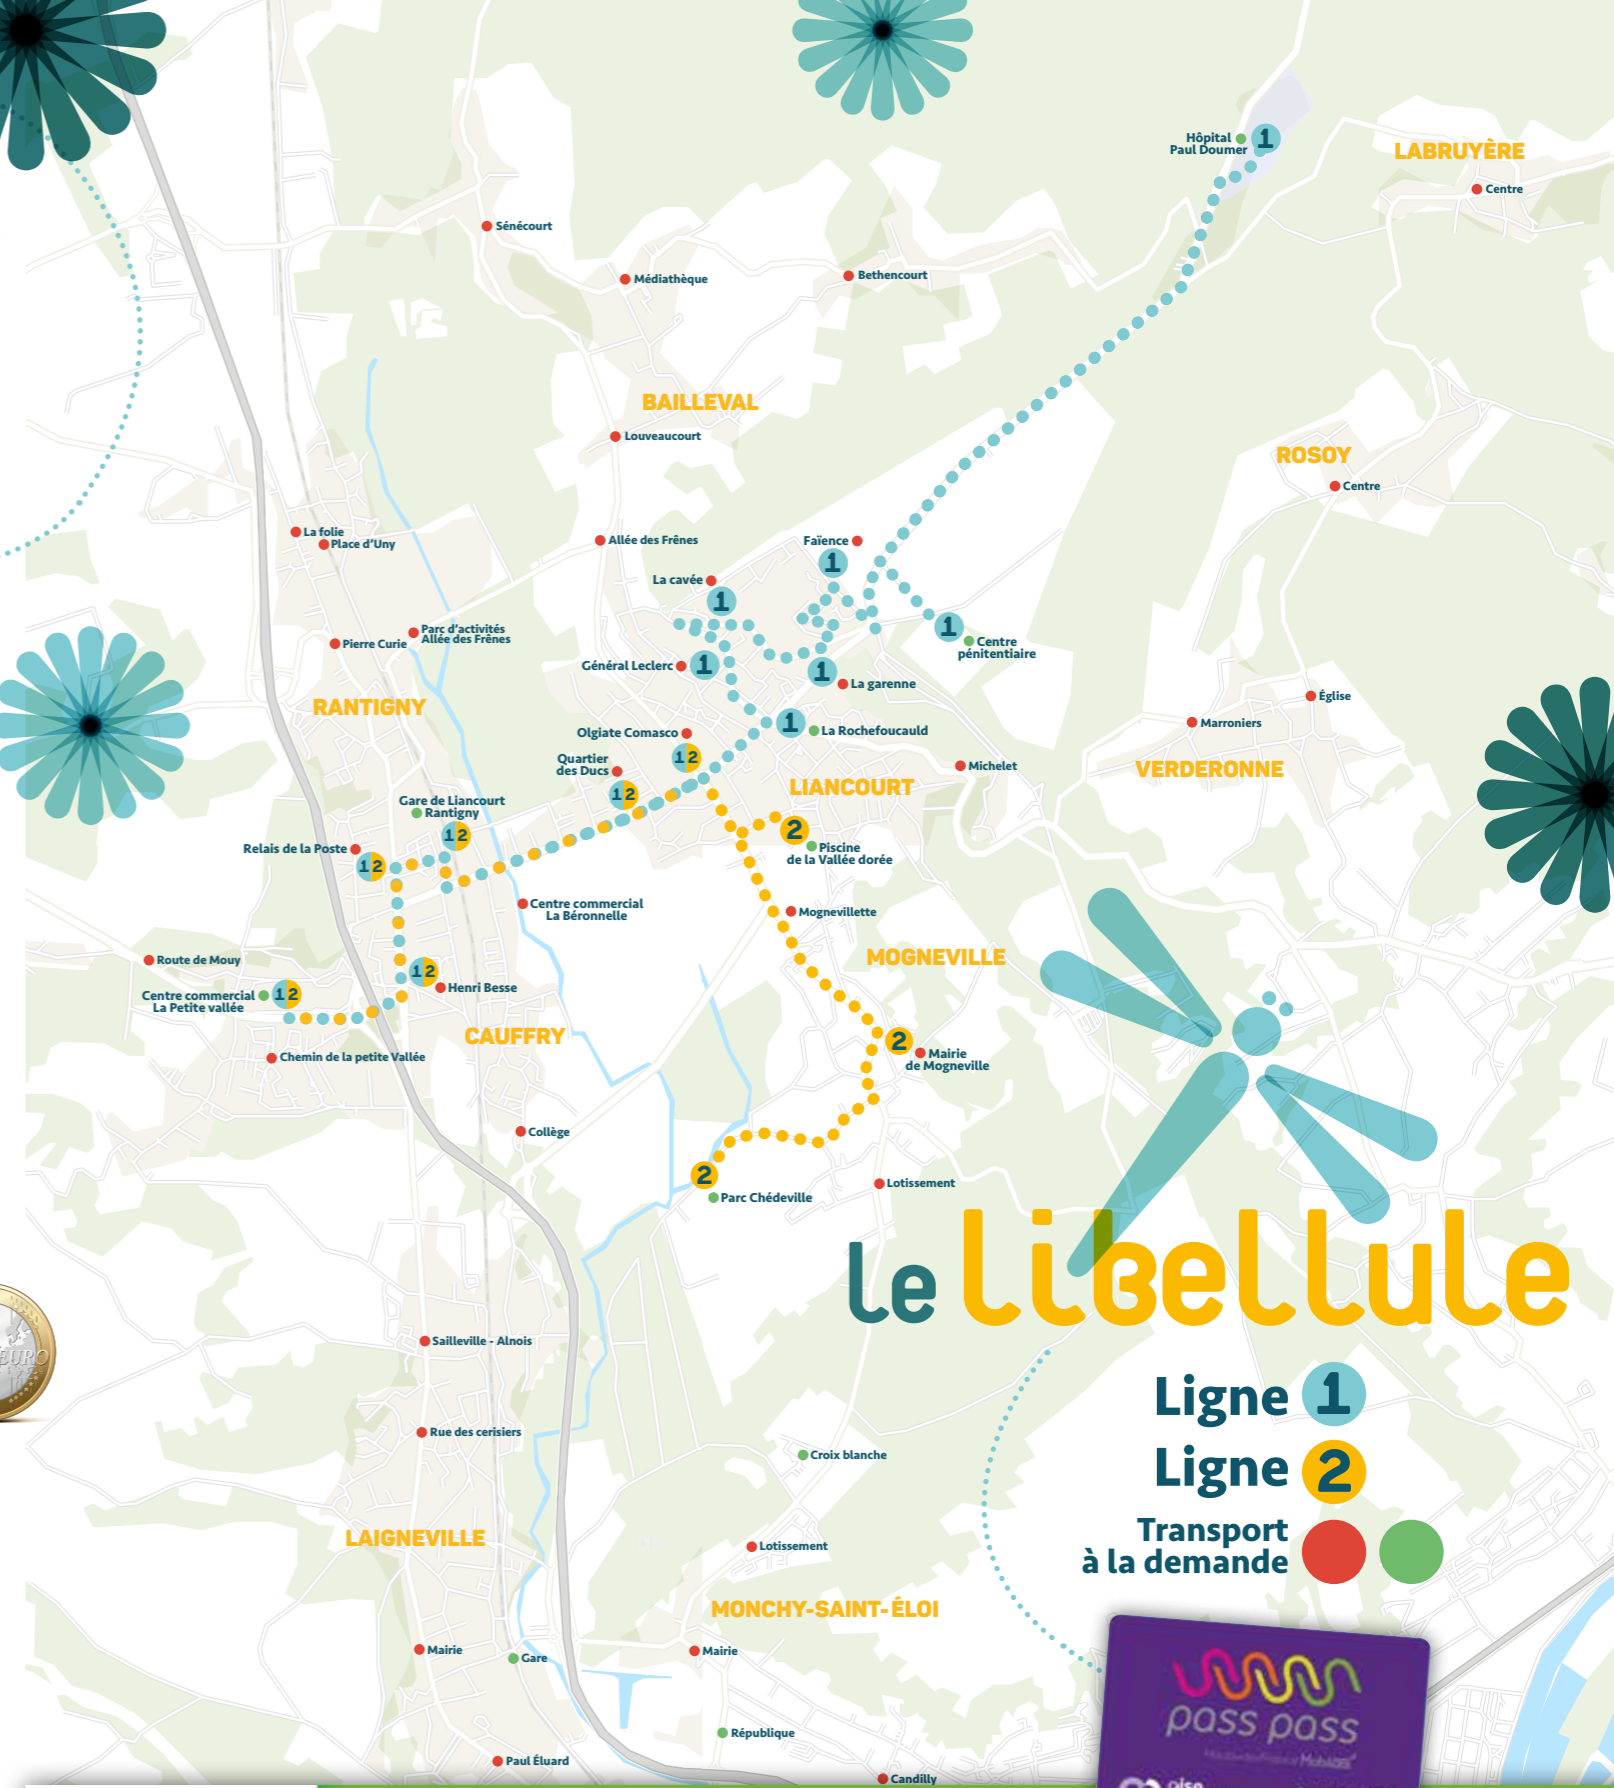 Hôpital
Paul Doumer
1
LABRUYÈRE
Centre
Sénécourt
Médiathèque
Bethencourt
BAILLEVAL
Louveaucourt
ROSOY
Centre
La folie
Place d'Uny
Allée des Frênes
Faïence
1
La cavée
1
Parc d'activités
Allée des Frênes
Pierre Curie
1
Centre
pénitentiaire
Général Leclerc
1
1
La garenne
RANTIGNY
Église
Marroniers
1
La Rochefoucauld
Olgiate Comasco
1 2
Quartier
des Ducs
1 2
Michelet
VERDERONNE
LIANCOURT
Gare de Liancourt
Rantigny
1 2
2
Piscine
de la Vallée dorée
Relais de la Poste
1 2
Centre commercial
La Béronnelle
Mognevillette
MOGNEVILLE
Route de Mouy
1 2
Henri Besse
Centre commercial
La Petite vallée
1 2
CAUFFRY
2
Mairie
de Mogneville
Chemin de la petite Vallée
Collège
2
Parc Chédeville
Lotissement
le libellule
EURO
Sailleville - Alnois
Ligne 1
Rue des cerisiers
Croix blanche
Ligne 2
LAIGNEVILLE
Lotissement
Transport
à la demande
MONCHY-SAINT-ÉLOI
Mairie
Gare
Mairie
pass pass
République
Paul Éluard
Candilly
oise